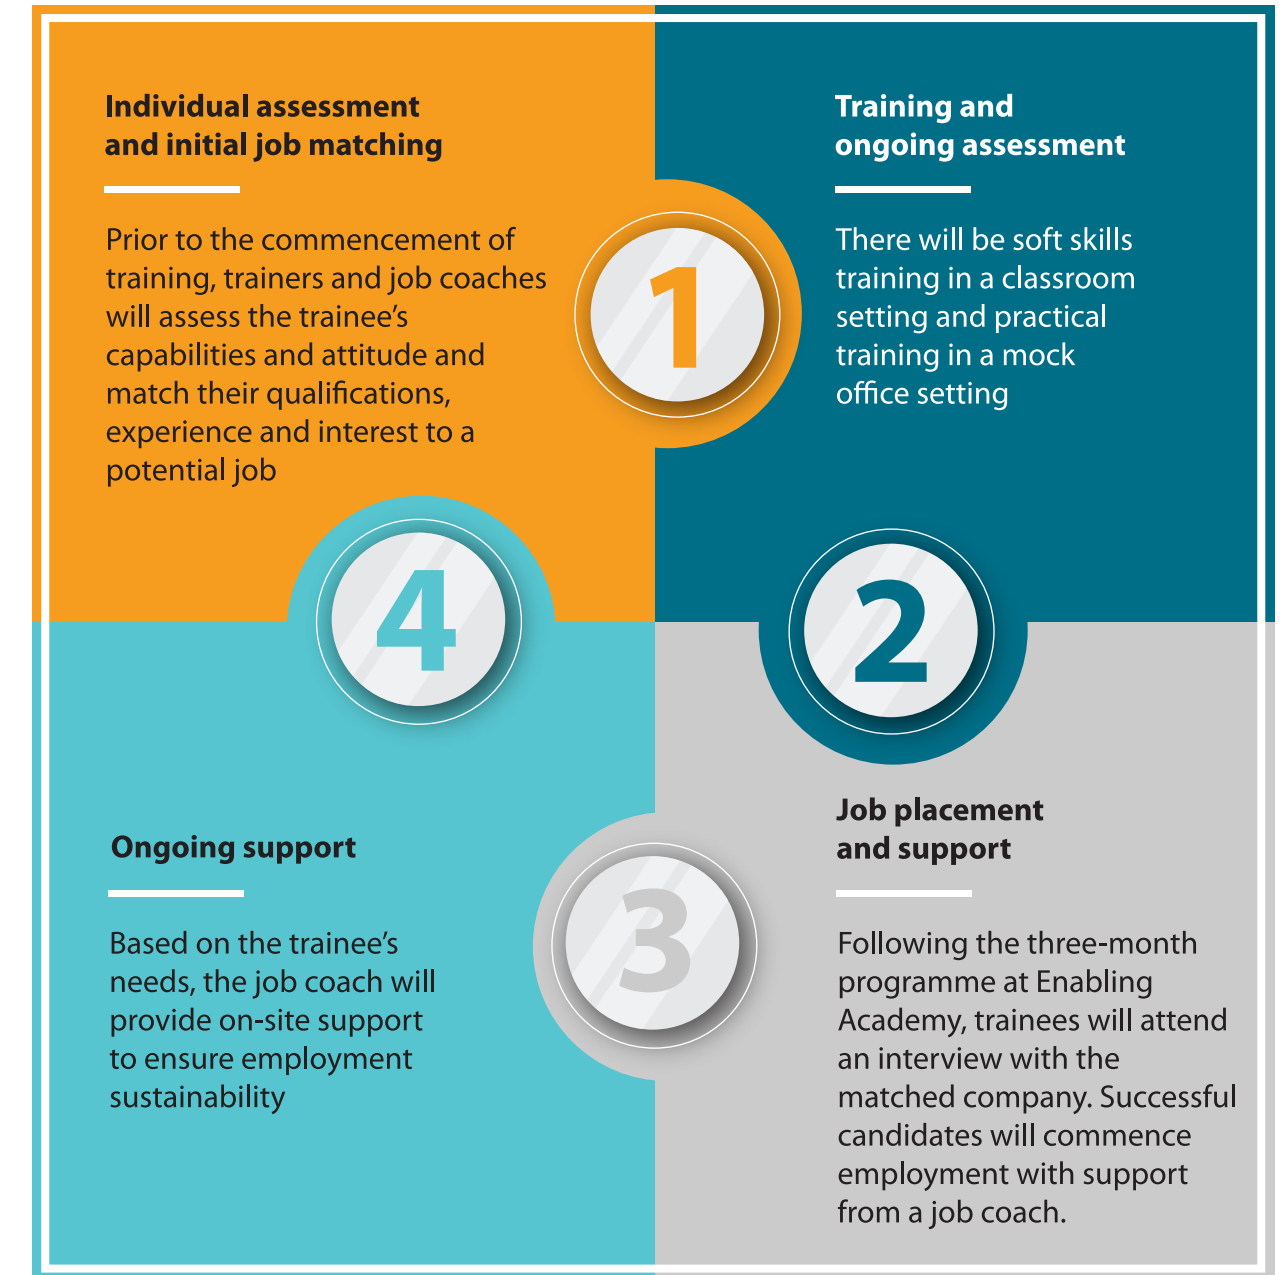 Individual assessment
and initial job matching
Prior to the commencement of
training, trainers and job coaches
will assess the trainee's
capabilities and attitude and
match their qualifications,
experience and interest to a
potential job
1
Training and
ongoing assessment
There will be soft skills
training in a classroom
setting and practical
training in a mock
office setting
2
Job placement
and support
Following the three-month
programme at Enabling
Academy, trainees will attend
an interview with the
matched company. Successful
candidates will commence
employment with support
from a job coach.
3
Ongoing support
Based on the trainee's
needs, the job coach will
provide on-site support
to ensure employment
sustainability
4